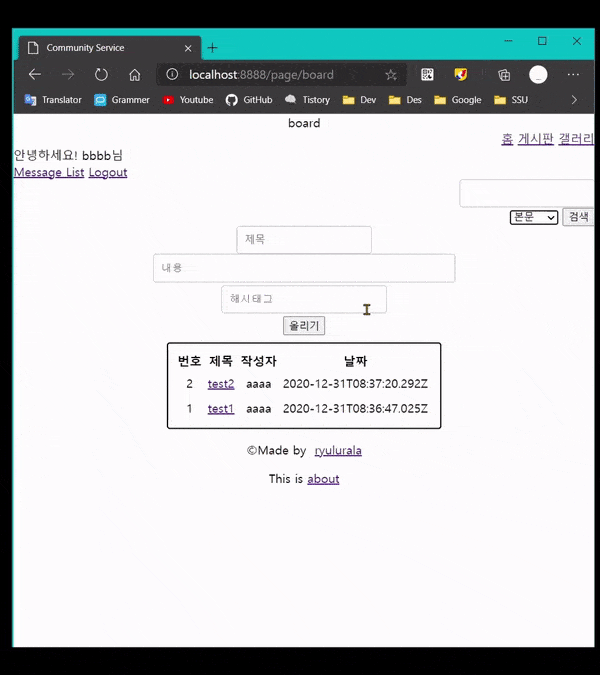 Community Service
localhost:8888/page/board
Translator Grammer Youtube GitHub Tistory Dev Des Google SSU
board
홈 게시판 갤러리
안녕하세요! bbbb님
Message List Logout
본문 검색
제목
내용
해시태그
올리기
번호 제목 작성자 날짜
2 test2 aaaa 2020-12-31T08:37:20.292Z
1 test1 aaaa 2020-12-31T08:36:47.025Z
©Made by ryulurala
This is about